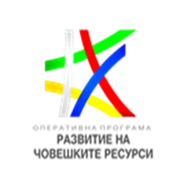 ОПЕРАТИВНА ПРОГРАМА
РАЗВИТИЕ НА
ЧОВЕШКИТЕ РЕСУРСИ